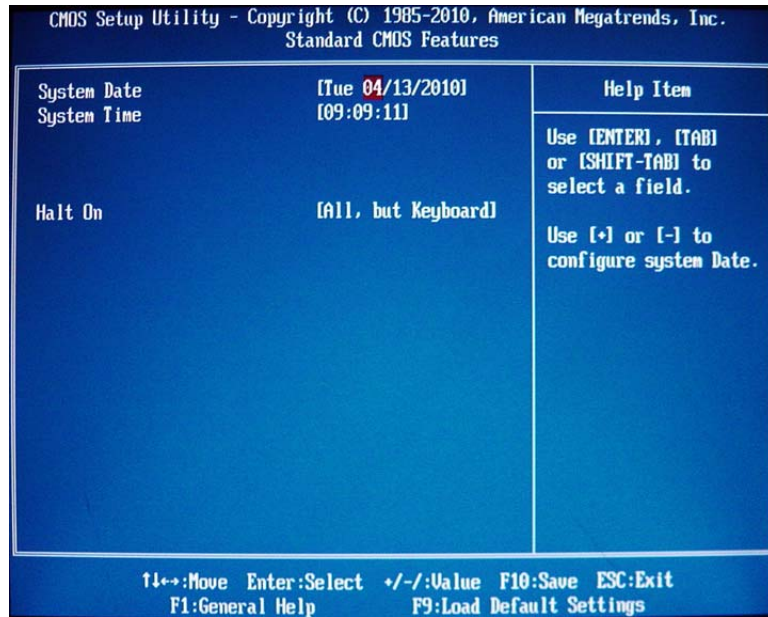 CMOS Setup Utility - Copyright (C) 1985-2010, American Megatrends, Inc.
Standard CMOS Features
System Date [Tue 04/13/2010]
System Time [09:09:11]
Halt On [All, but Keyboard]
Help Item
Use [ENTER], [TAB]
or [SHIFT-TAB] to
select a field.
Use [+] or [-] to
configure system Date.
↑↓←→:Move Enter:Select +/-/:Value F10:Save ESC:Exit
F1:General Help F9:Load Default Settings